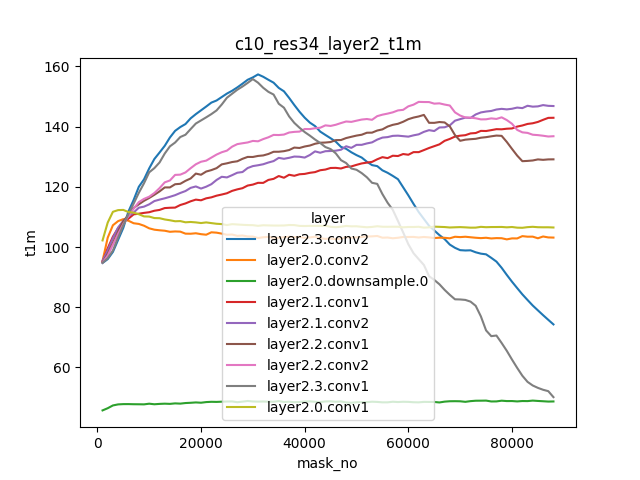 c10_res34_layer2_t1m
160
140
120
100
80
60
t1m
layer
layer2.3.conv2
layer2.0.conv2
layer2.0.downsample.0
layer2.1.conv1
layer2.1.conv2
layer2.2.conv1
layer2.2.conv2
layer2.3.conv1
layer2.0.conv1
0 20000 40000 60000 80000
mask_no